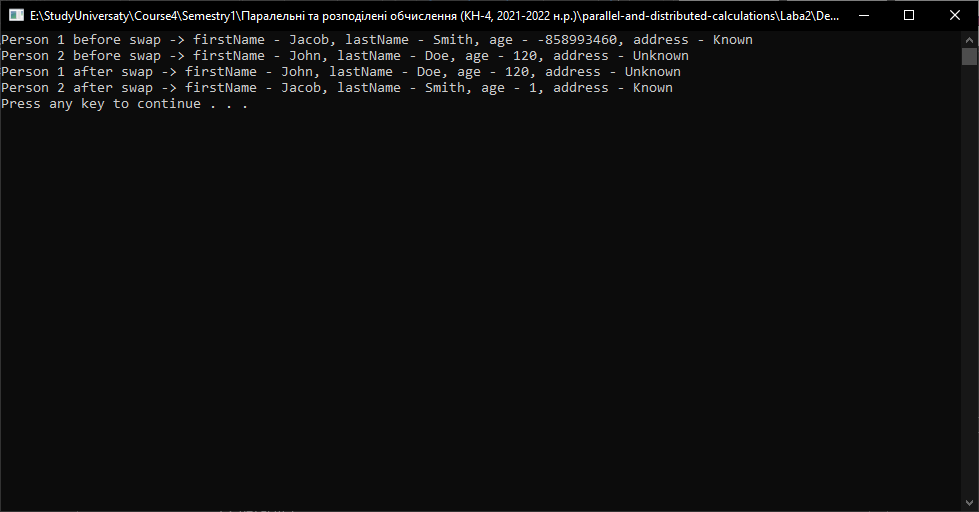 E:\StudyUniversaty\Course4\Semestry1\Паралельні та розподілені обчислення (КН-4, 2021-2022 н.р.)\parallel-and-distributed-calculations\Laba2\De...
Person 1 before swap -> firstName - Jacob, lastName - Smith, age - -858993460, address - Known
Person 2 before swap -> firstName - John, lastName - Doe, age - 120, address - Unknown
Person 1 after swap -> firstName - John, lastName - Doe, age - 120, address - Unknown
Person 2 after swap -> firstName - Jacob, lastName - Smith, age - 1, address - Known
Press any key to continue . . .